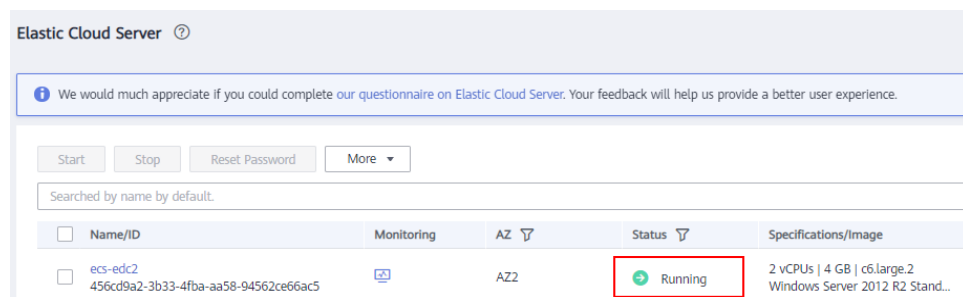 Elastic Cloud Server ?
We would much appreciate if you could complete our questionnaire on Elastic Cloud Server. Your feedback will help us provide a better user experience.
Start Stop Reset Password More
Searched by name by default.
Name/ID Monitoring AZ Status Specifications/Image
ecs-edc2 AZ2 Running 2 vCPUs | 4 GB | c6.large.2
456cd9a2-3b33-4fba-aa58-94562ce66ac5 Windows Server 2012 R2 Stand...